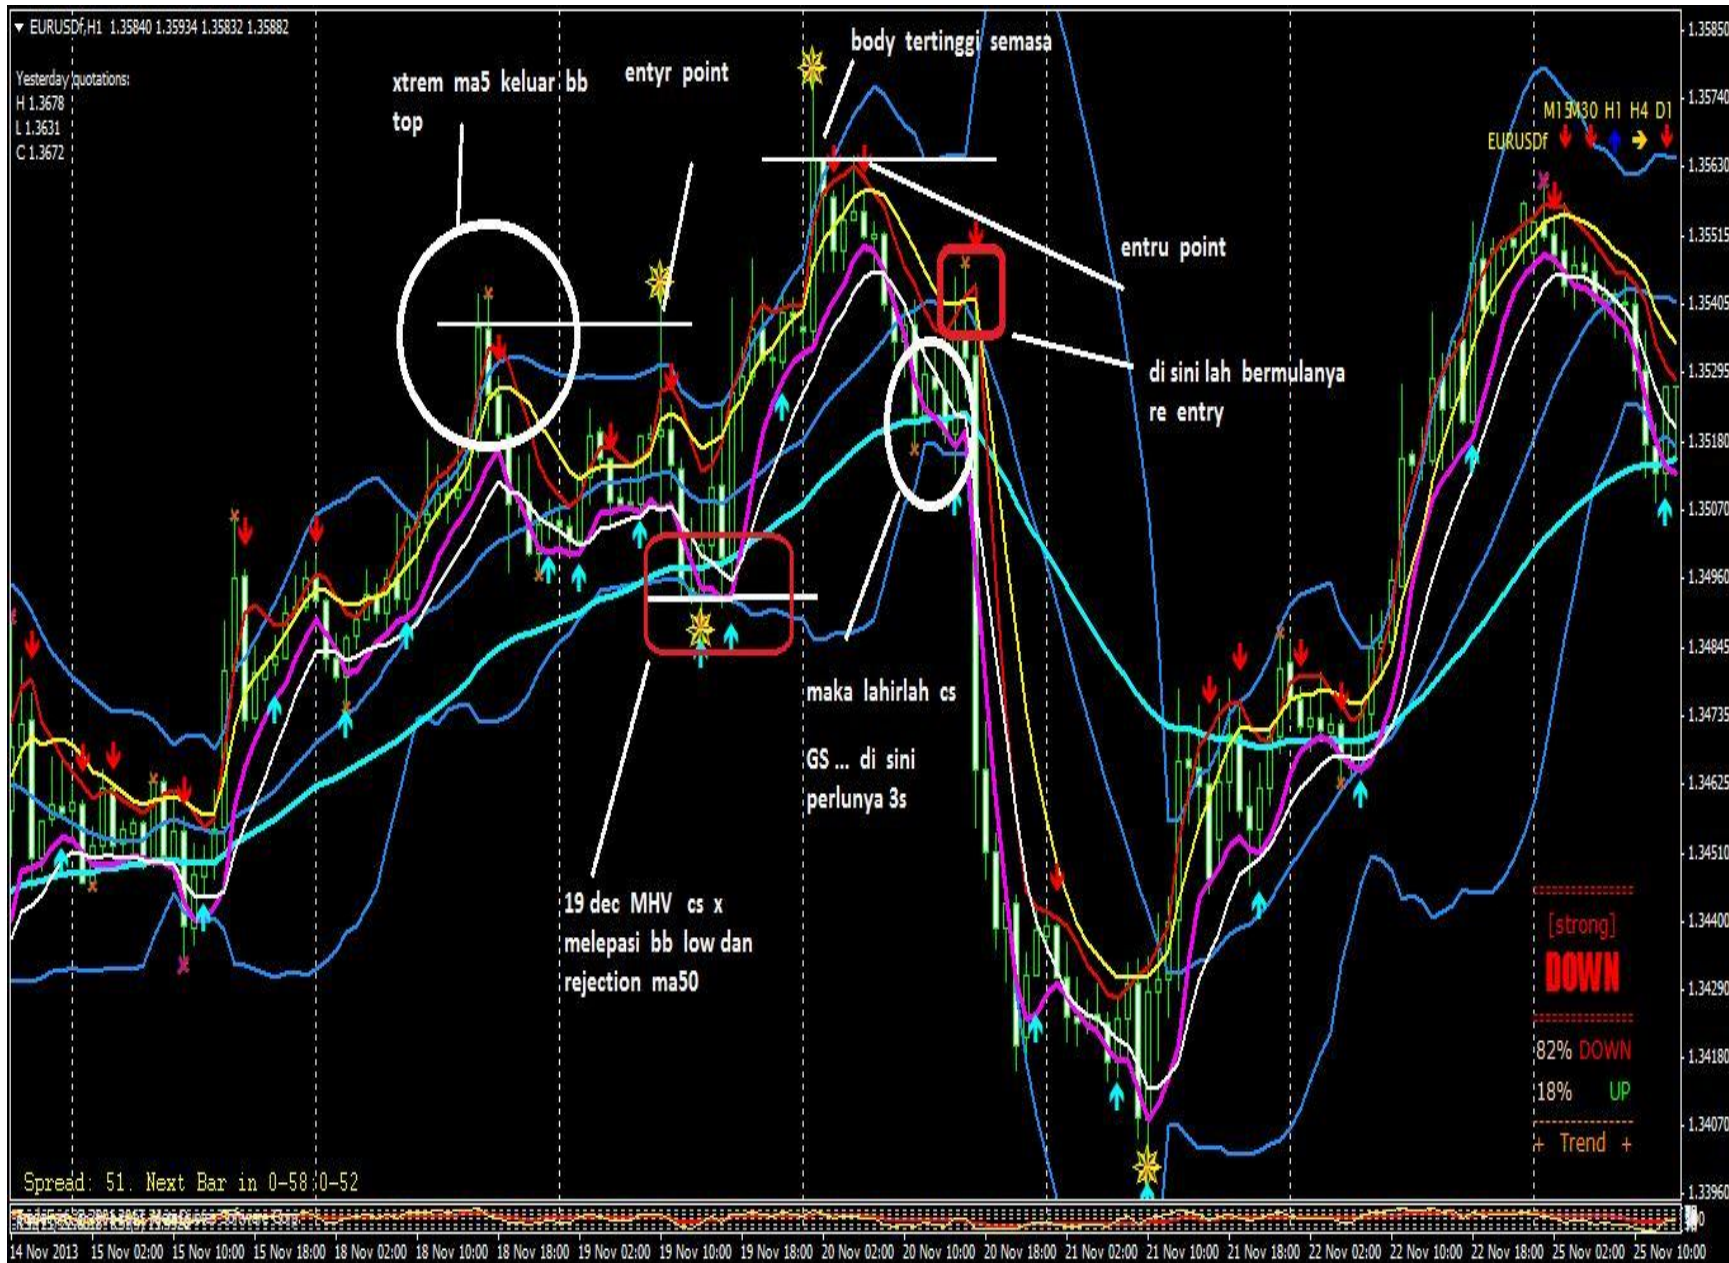 EURUSDf,H1 1.35840 1.35934 1.35832 1.35882
Yesterday quotations:
H 1.3678
L 1.3631
C 1.3672
xtrem ma5 keluar bb
top
entyr point
body tertinggi semasa
M15 M30 H1 H4 D1
EURUSDf
entru point
di sini lah bermulanya
re entry
maka lahirlah cs
GS ... di sini
perlunya 3s
19 dec MHV cs x
melepasi bb low dan
rejection ma50
[strong]
DOWN
82% DOWN
18% UP
+ Trend +
Spread: 51. Next Bar in 0-58:0-52
1.35850
1.35740
1.35630
1.35515
1.35405
1.35295
1.35180
1.35070
1.34960
1.34845
1.34735
1.34625
1.34510
1.34400
1.34290
1.34180
1.34070
1.33960
14 Nov 2013
15 Nov 02:00
15 Nov 10:00
15 Nov 18:00
18 Nov 02:00
18 Nov 10:00
18 Nov 18:00
19 Nov 02:00
19 Nov 10:00
19 Nov 18:00
20 Nov 02:00
20 Nov 10:00
20 Nov 18:00
21 Nov 02:00
21 Nov 10:00
21 Nov 18:00
22 Nov 02:00
22 Nov 10:00
22 Nov 18:00
25 Nov 02:00
25 Nov 10:00